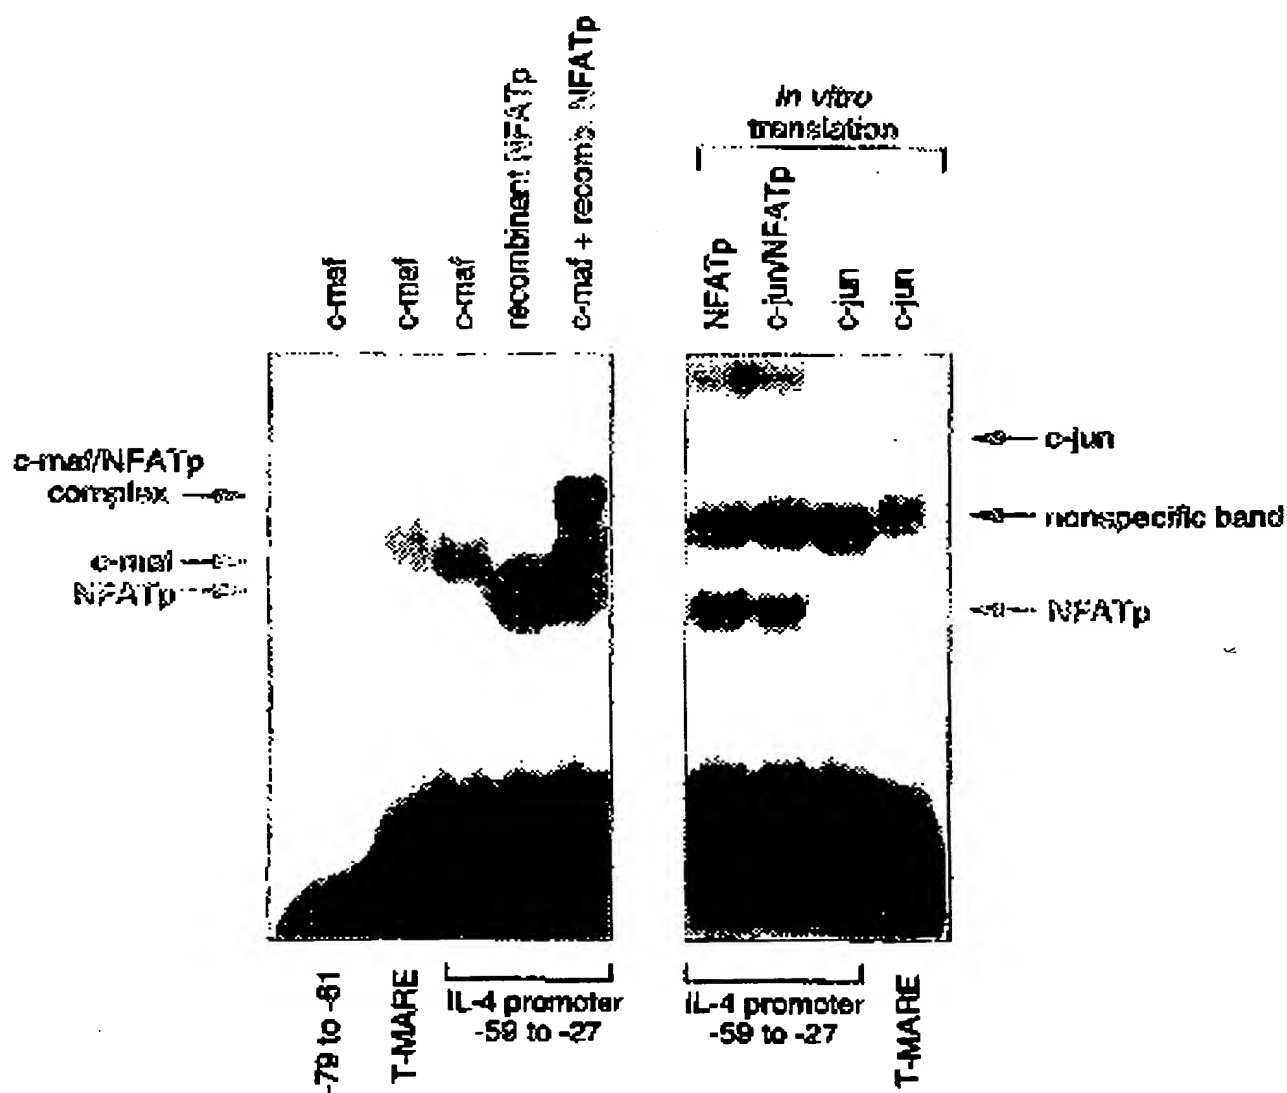 c-maf
c-maf
c-maf
recombinant NFATp
c-maf + recomb. NFATp
In vitro
translation
NFATp
c-jun/NFATp
c-jun
c-jun
c-maf/NFATp
complex
c-maf
NFATp
c-jun
nonspecific band
NFATp
-79 to -61
T-MARE
IL-4 promoter
-59 to -27
IL-4 promoter
-59 to -27
T-MARE